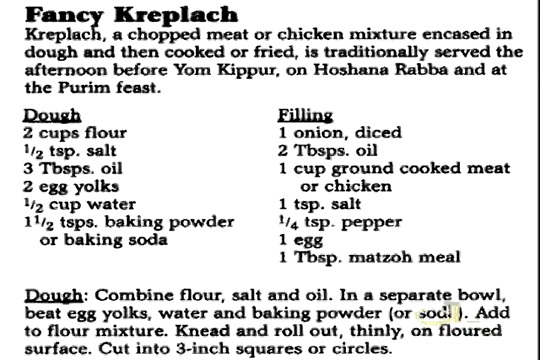 Fancy Kreplach
Kreplach, a chopped meat or chicken mixture encased in
dough and then cooked or fried, is traditionally served the
afternoon before Yom Kippur, on Hoshana Rabba and at
the Purim feast.
Dough
2 cups flour
1/2 tsp. salt
3 Tbsps. oil
2 egg yolks
1/2 cup water
1 1/2 tsps. baking powder
or baking soda
Filling
1 onion, diced
2 Tbsps. oil
1 cup ground cooked meat
or chicken
1 tsp. salt
1/4 tsp. pepper
1 egg
1 Tbsp. matzoh meal
Dough: Combine flour, salt and oil. In a separate bowl,
beat egg yolks, water and baking powder (or soda). Add
to flour mixture. Knead and roll out, thinly, on floured
surface. Cut into 3-inch squares or circles.